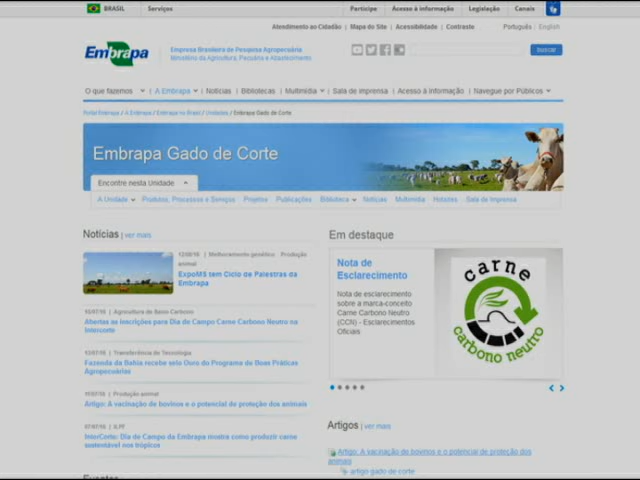 BRASIL Serviços Participe Acesso à informação Legislação Canais
Atendimento ao Cidadão | Mapa do Site | Acessibilidade | Contraste Português | English
Embrapa
Empresa Brasileira de Pesquisa Agropecuária
Ministério da Agricultura, Pecuária e Abastecimento
buscar
O que fazemos | A Embrapa | Notícias | Bibliotecas | Multimídia | Sala de imprensa | Acesso à informação | Navegue por Públicos
Portal Embrapa / A Embrapa / Embrapa no Brasil / Unidades / Embrapa Gado de Corte
Embrapa Gado de Corte
Encontre nesta Unidade
A Unidade Produtos, Processos e Serviços Projetos Publicações Biblioteca Notícias Multimídia Hotsites Sala de Imprensa
Notícias | ver mais
12/08/16 | Melhoramento genético Produção
animal
ExpoMS tem Ciclo de Palestras da
Embrapa
| Agricultura de Baixo Carbono
Abertas as inscrições para Dia de Campo Carne Carbono Neutro na
Intercorte
| Transferência de Tecnologia
Fazenda da Bahia recebe selo Ouro do Programa de Boas Práticas
Agropecuárias
| Produção animal
Artigo: A vacinação de bovinos e o potencial de proteção dos animais
| ILPF
InterCorte: Dia de Campo da Embrapa mostra como produzir carne
sustentável nos trópicos
Eventos
Em destaque
Nota de
Esclarecimento
Nota de esclarecimento
sobre a marca-conceito
Carne Carbono Neutro
(CCN) - Esclarecimentos
Oficiais
carne
carbono neutro
Artigos | ver mais
Artigo: A vacinação de bovinos e o potencial de proteção dos
animais
artigo gado de corte